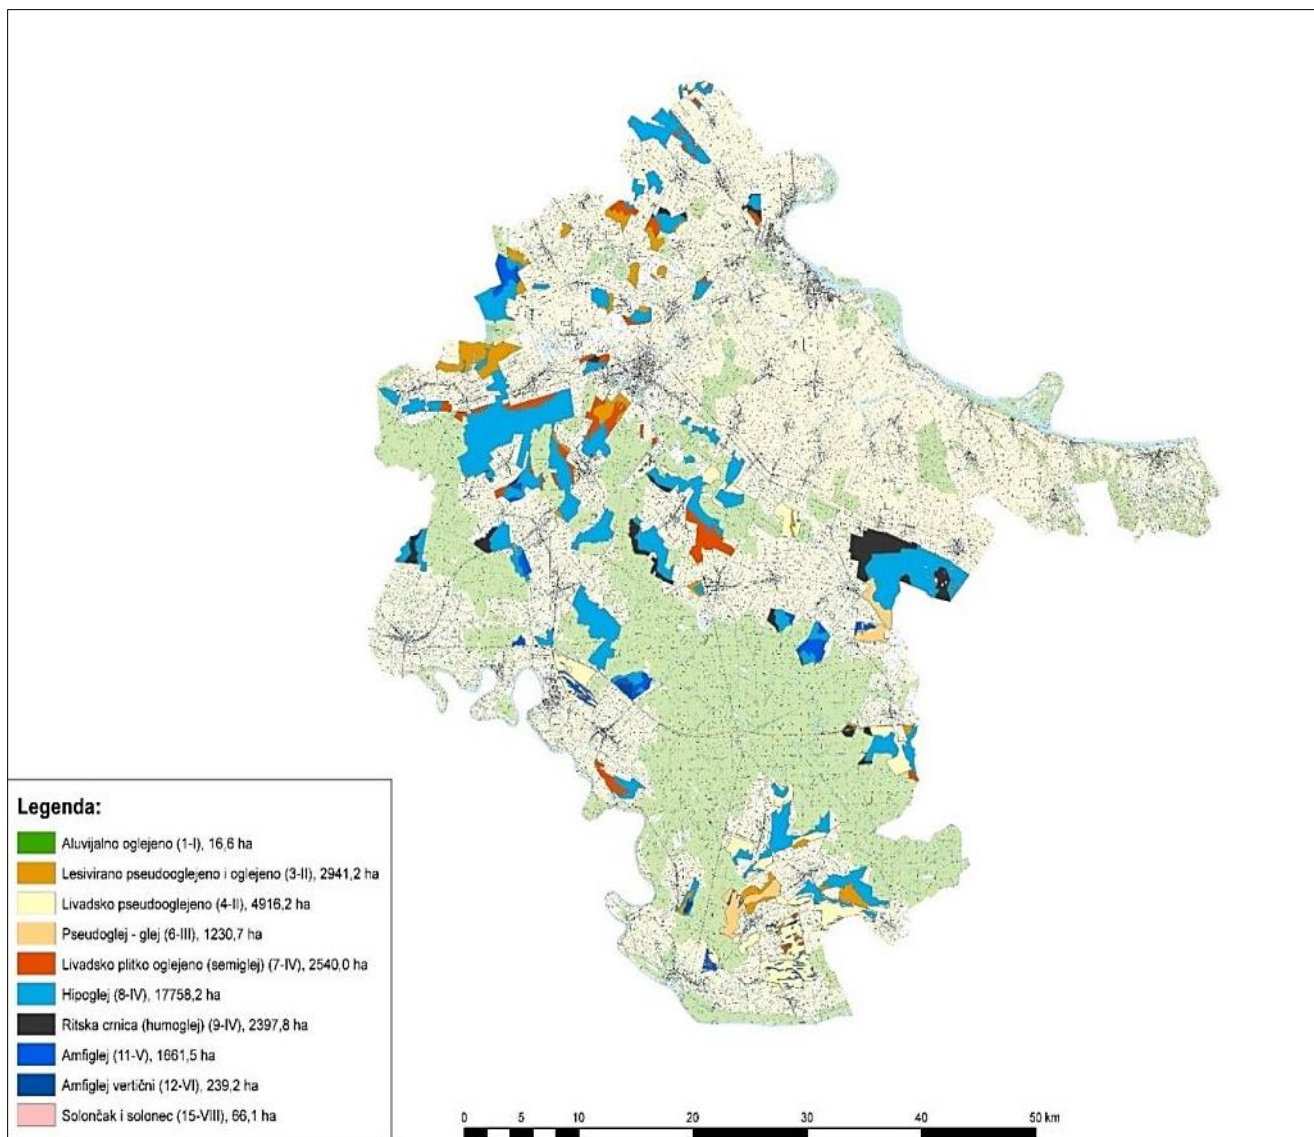 Legenda:
Aluvijalno oglejeno (1-I), 16,6 ha
Lesivirano pseudooglejeno i oglejeno (3-II), 2941,2 ha
Livadsko pseudooglejeno (4-II), 4916,2 ha
Pseudoglej - glej (6-III), 1230,7 ha
Livadsko plitko oglejeno (semiglej) (7-IV), 2540,0 ha
Hipoglej (8-IV), 17758,2 ha
Ritska crnica (humoglej) (9-IV), 2397,8 ha
Amfiglej (11-V), 1661,5 ha
Amfiglej vertični (12-VI), 239,2 ha
Solončak i solonec (15-VIII), 66,1 ha
0 5 10 20 30 40 50 km